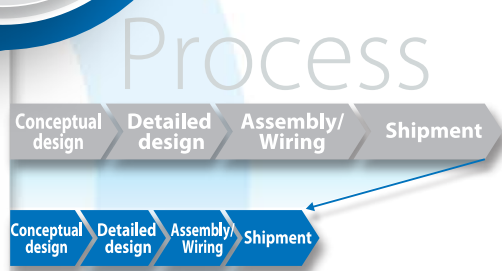 Process
Conceptual
design
Detailed
design
Assembly/
Wiring
Shipment
Conceptual
design
Detailed
design
Assembly/
Wiring
Shipment